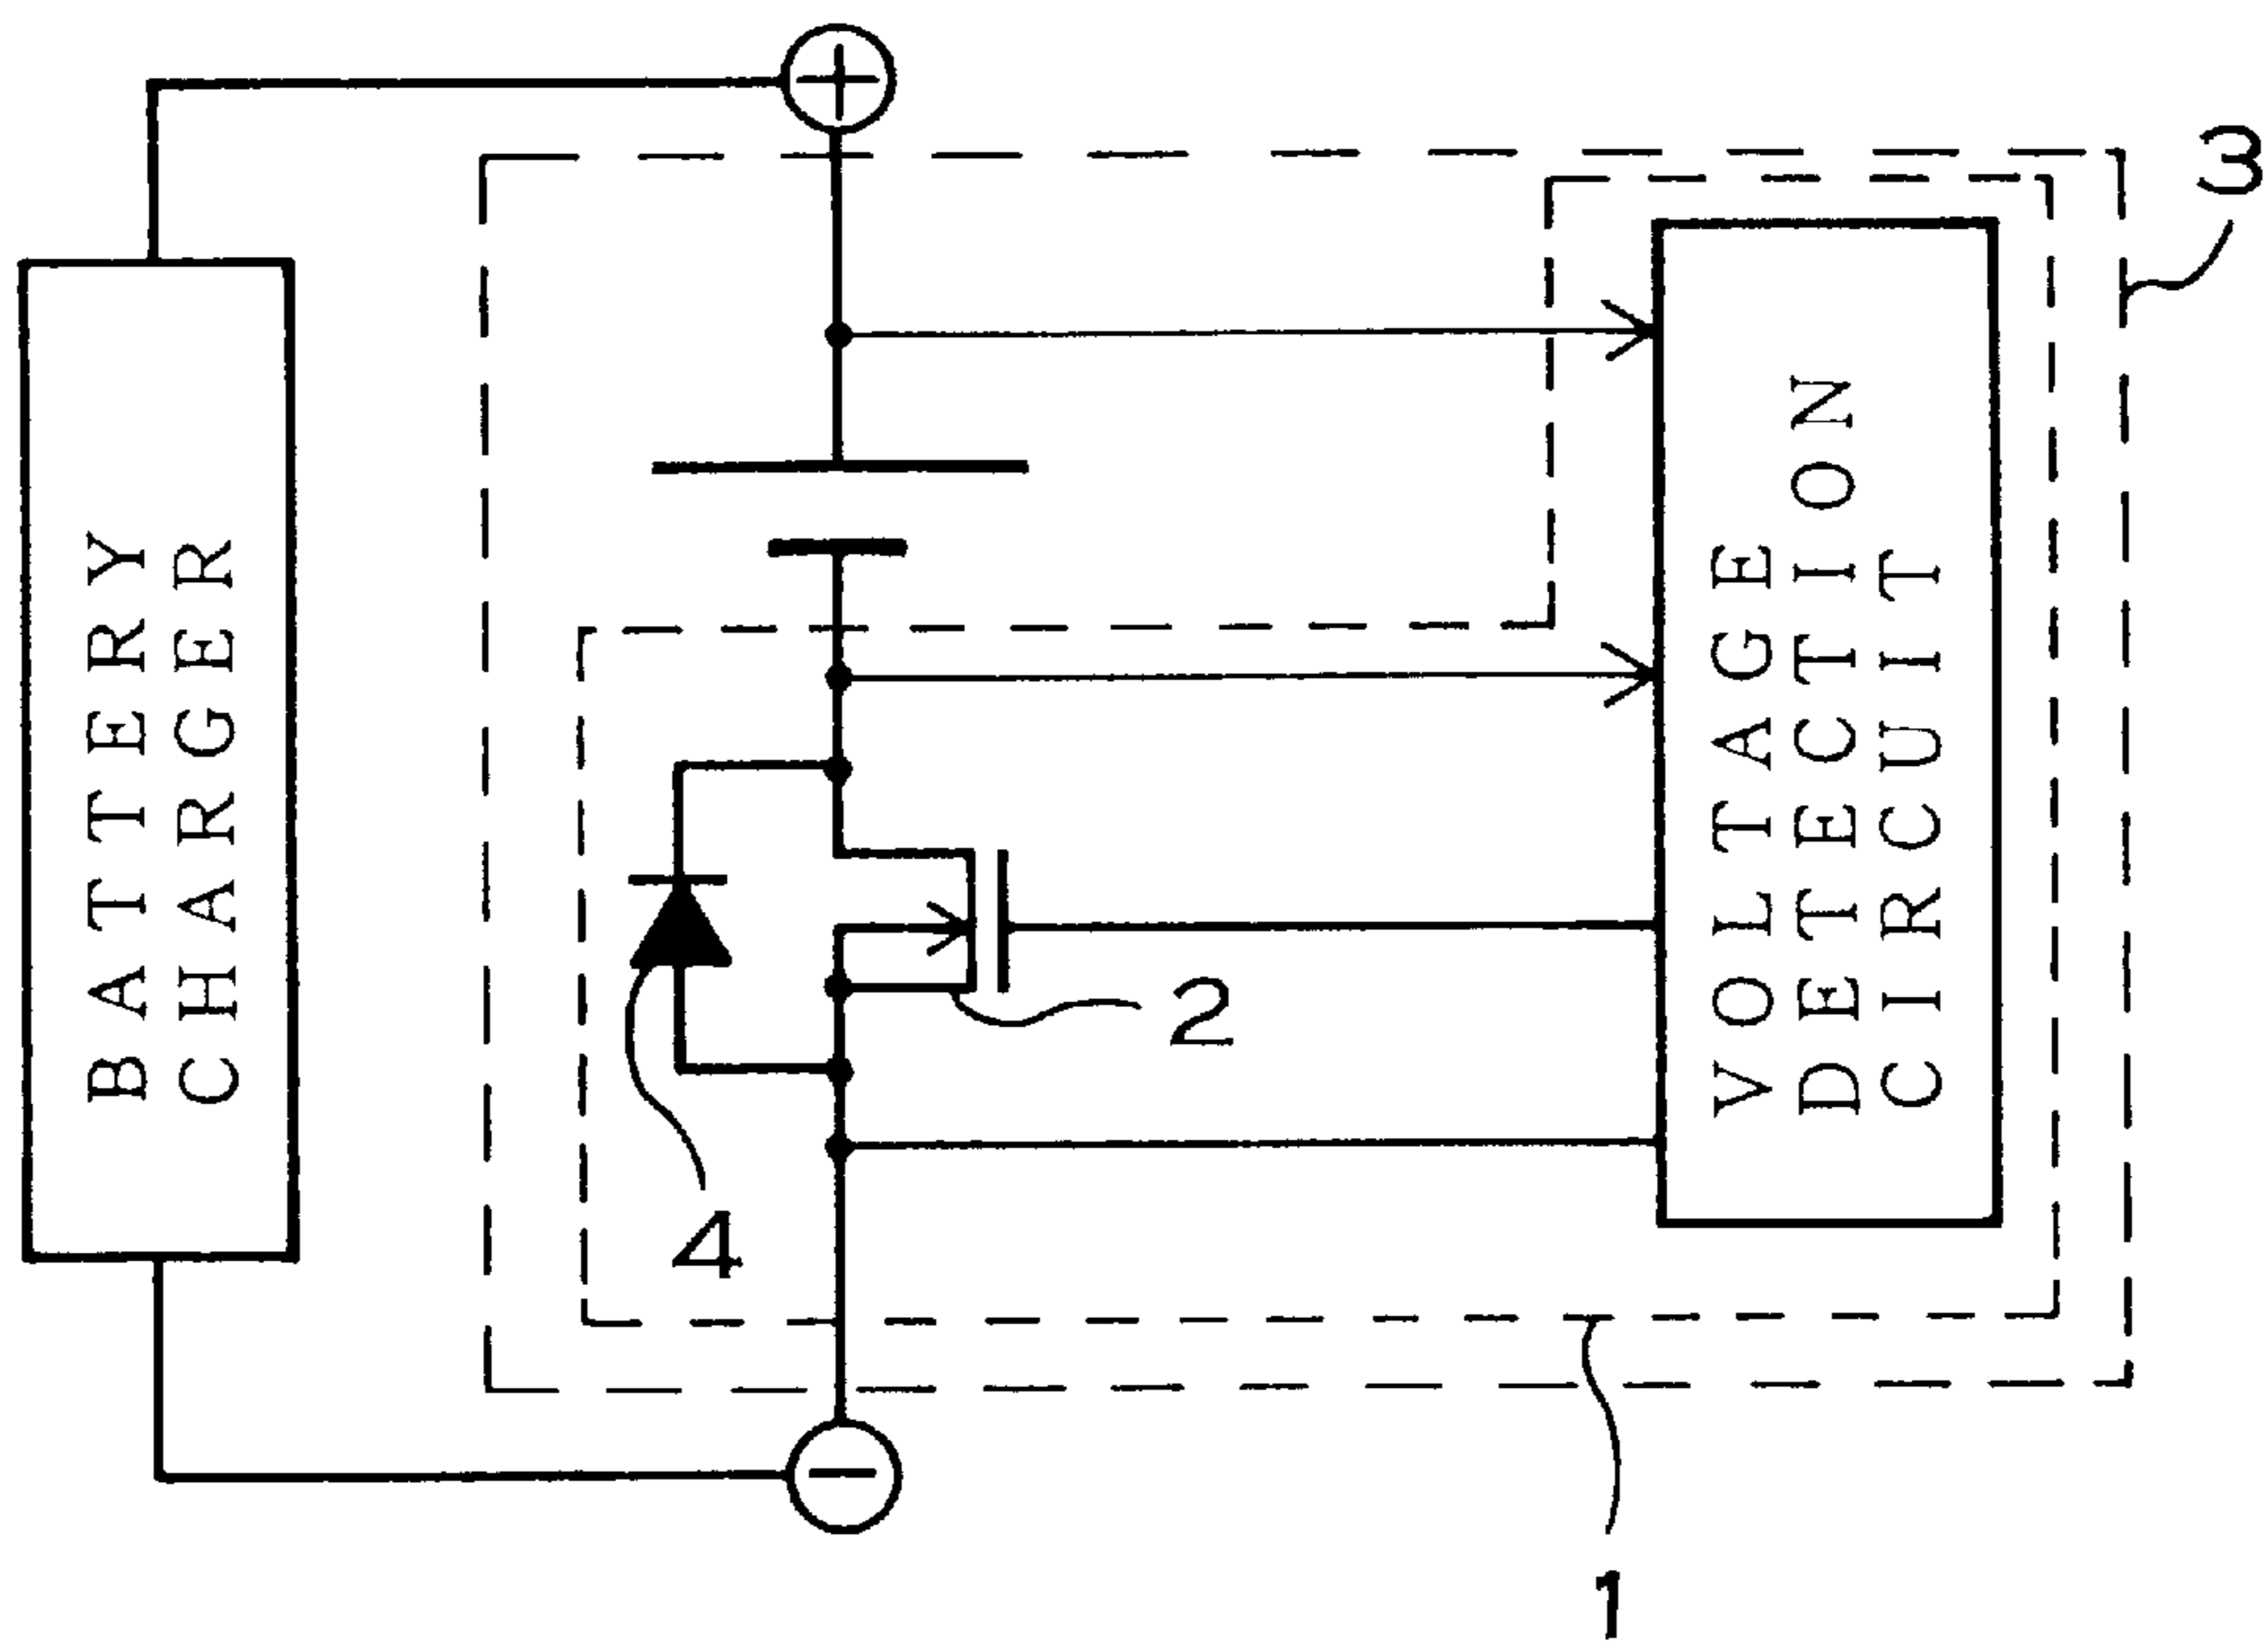 BATTERY
CHARGER
+
3
VOLTAGE
DETECTION
CIRCUIT
2
4
−
1